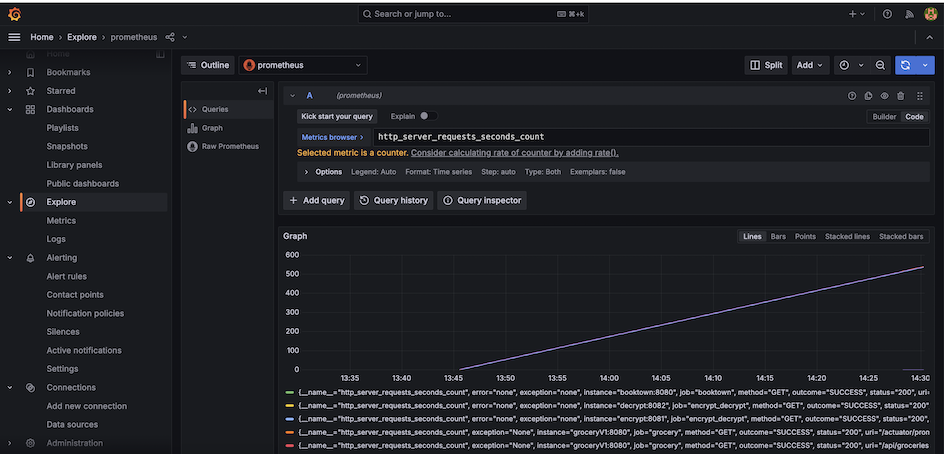 Search or jump to...
⌘+k
Home › Explore › prometheus
Home
Bookmarks
Starred
Dashboards
Playlists
Snapshots
Library panels
Public dashboards
Explore
Metrics
Logs
Alerting
Alert rules
Contact points
Notification policies
Silences
Active notifications
Settings
Connections
Add new connection
Data sources
Administration
Outline
prometheus
Split
Add
Queries
Graph
Raw Prometheus
A (prometheus)
Kick start your query Explain
Builder Code
Metrics browser > http_server_requests_seconds_count
Selected metric is a counter. Consider calculating rate of counter by adding rate().
Options Legend: Auto Format: Time series Step: auto Type: Both Exemplars: false
+ Add query Query history Query inspector
Graph
Lines Bars Points Stacked lines Stacked bars
600
500
400
300
200
100
0
13:35 13:40 13:45 13:50 13:55 14:00 14:05 14:10 14:15 14:20 14:25 14:30
{__name__="http_server_requests_seconds_count", error="none", exception="none", instance="booktown:8080", job="booktown", method="GET", outcome="SUCCESS", status="200", uri=
{__name__="http_server_requests_seconds_count", error="none", exception="none", instance="decrypt:8082", job="encrypt_decrypt", method="GET", outcome="SUCCESS", status="200"
{__name__="http_server_requests_seconds_count", error="none", exception="none", instance="encrypt:8081", job="encrypt_decrypt", method="GET", outcome="SUCCESS", status="200",
{__name__="http_server_requests_seconds_count", exception="None", instance="groceryV1:8080", job="grocery", method="GET", outcome="SUCCESS", status="200", uri="/actuator/pron
{__name__="http_server_requests_seconds_count", exception="None", instance="groceryV1:8080", job="grocery", method="GET", outcome="SUCCESS", status="200", uri="/api/groceries